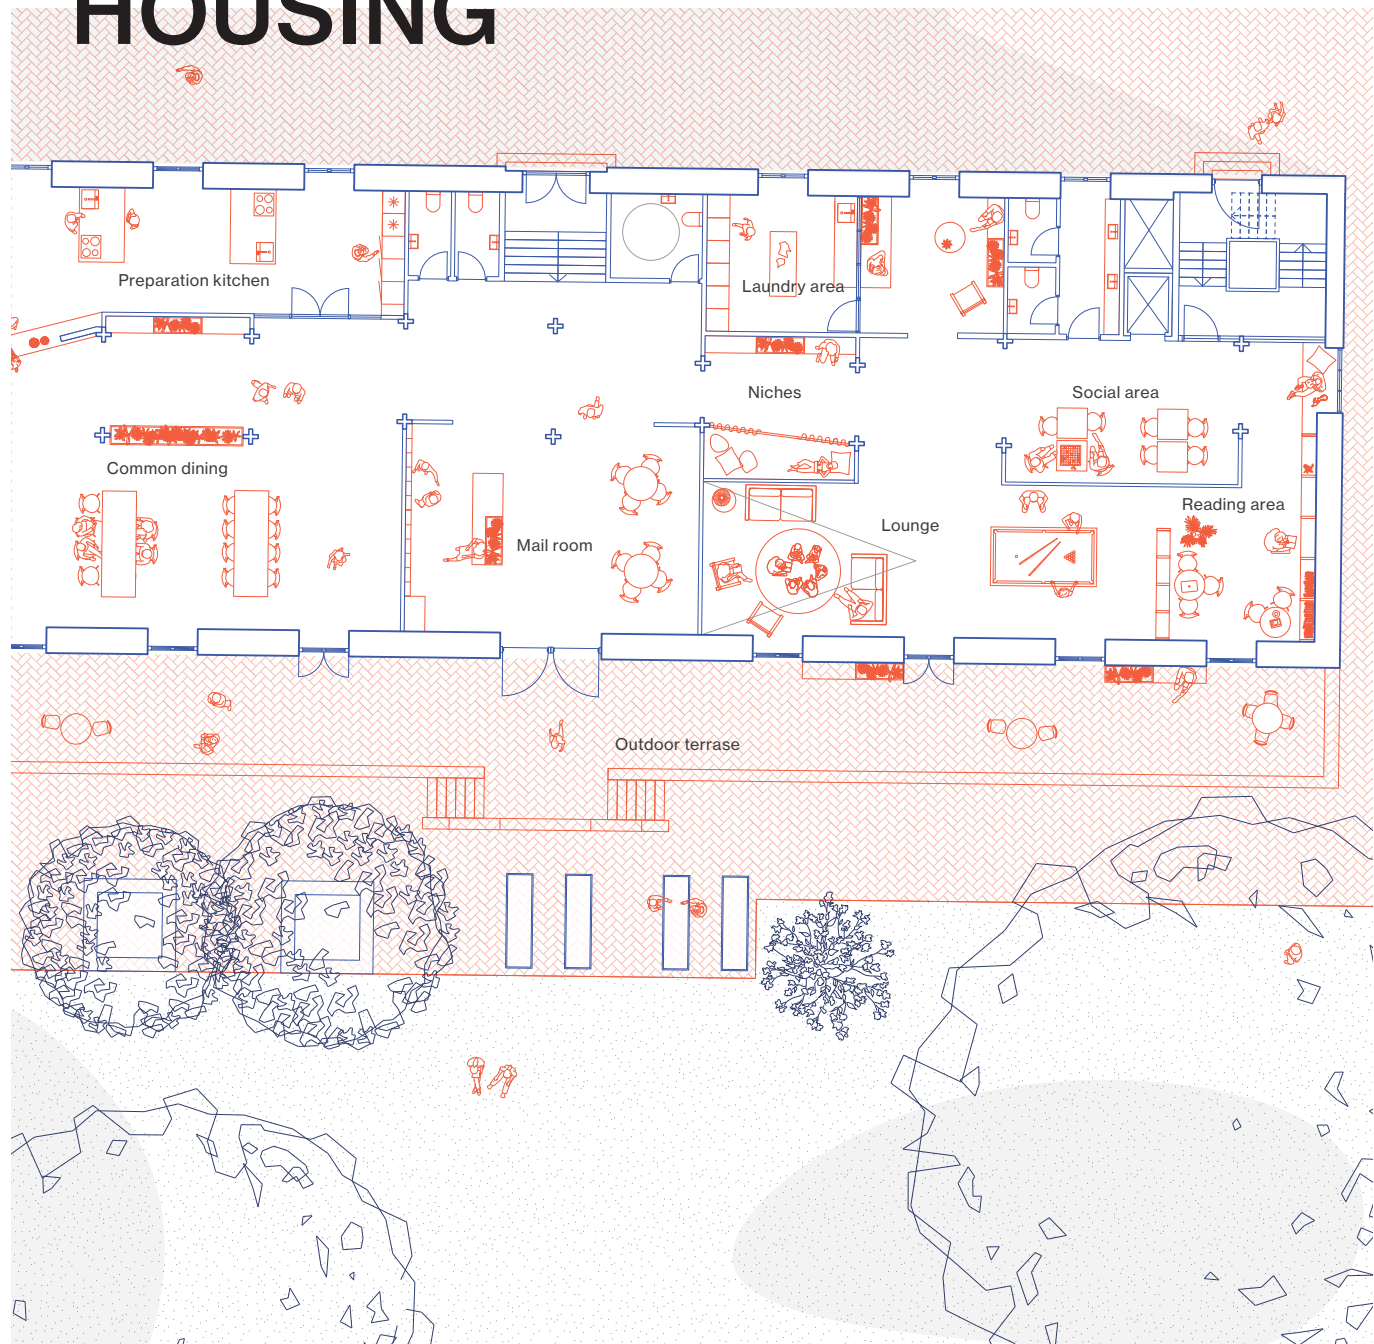 HOUSING
Preparation kitchen
Laundry area
Niches
Social area
Common dining
Reading area
Lounge
Mail room
Outdoor terrase